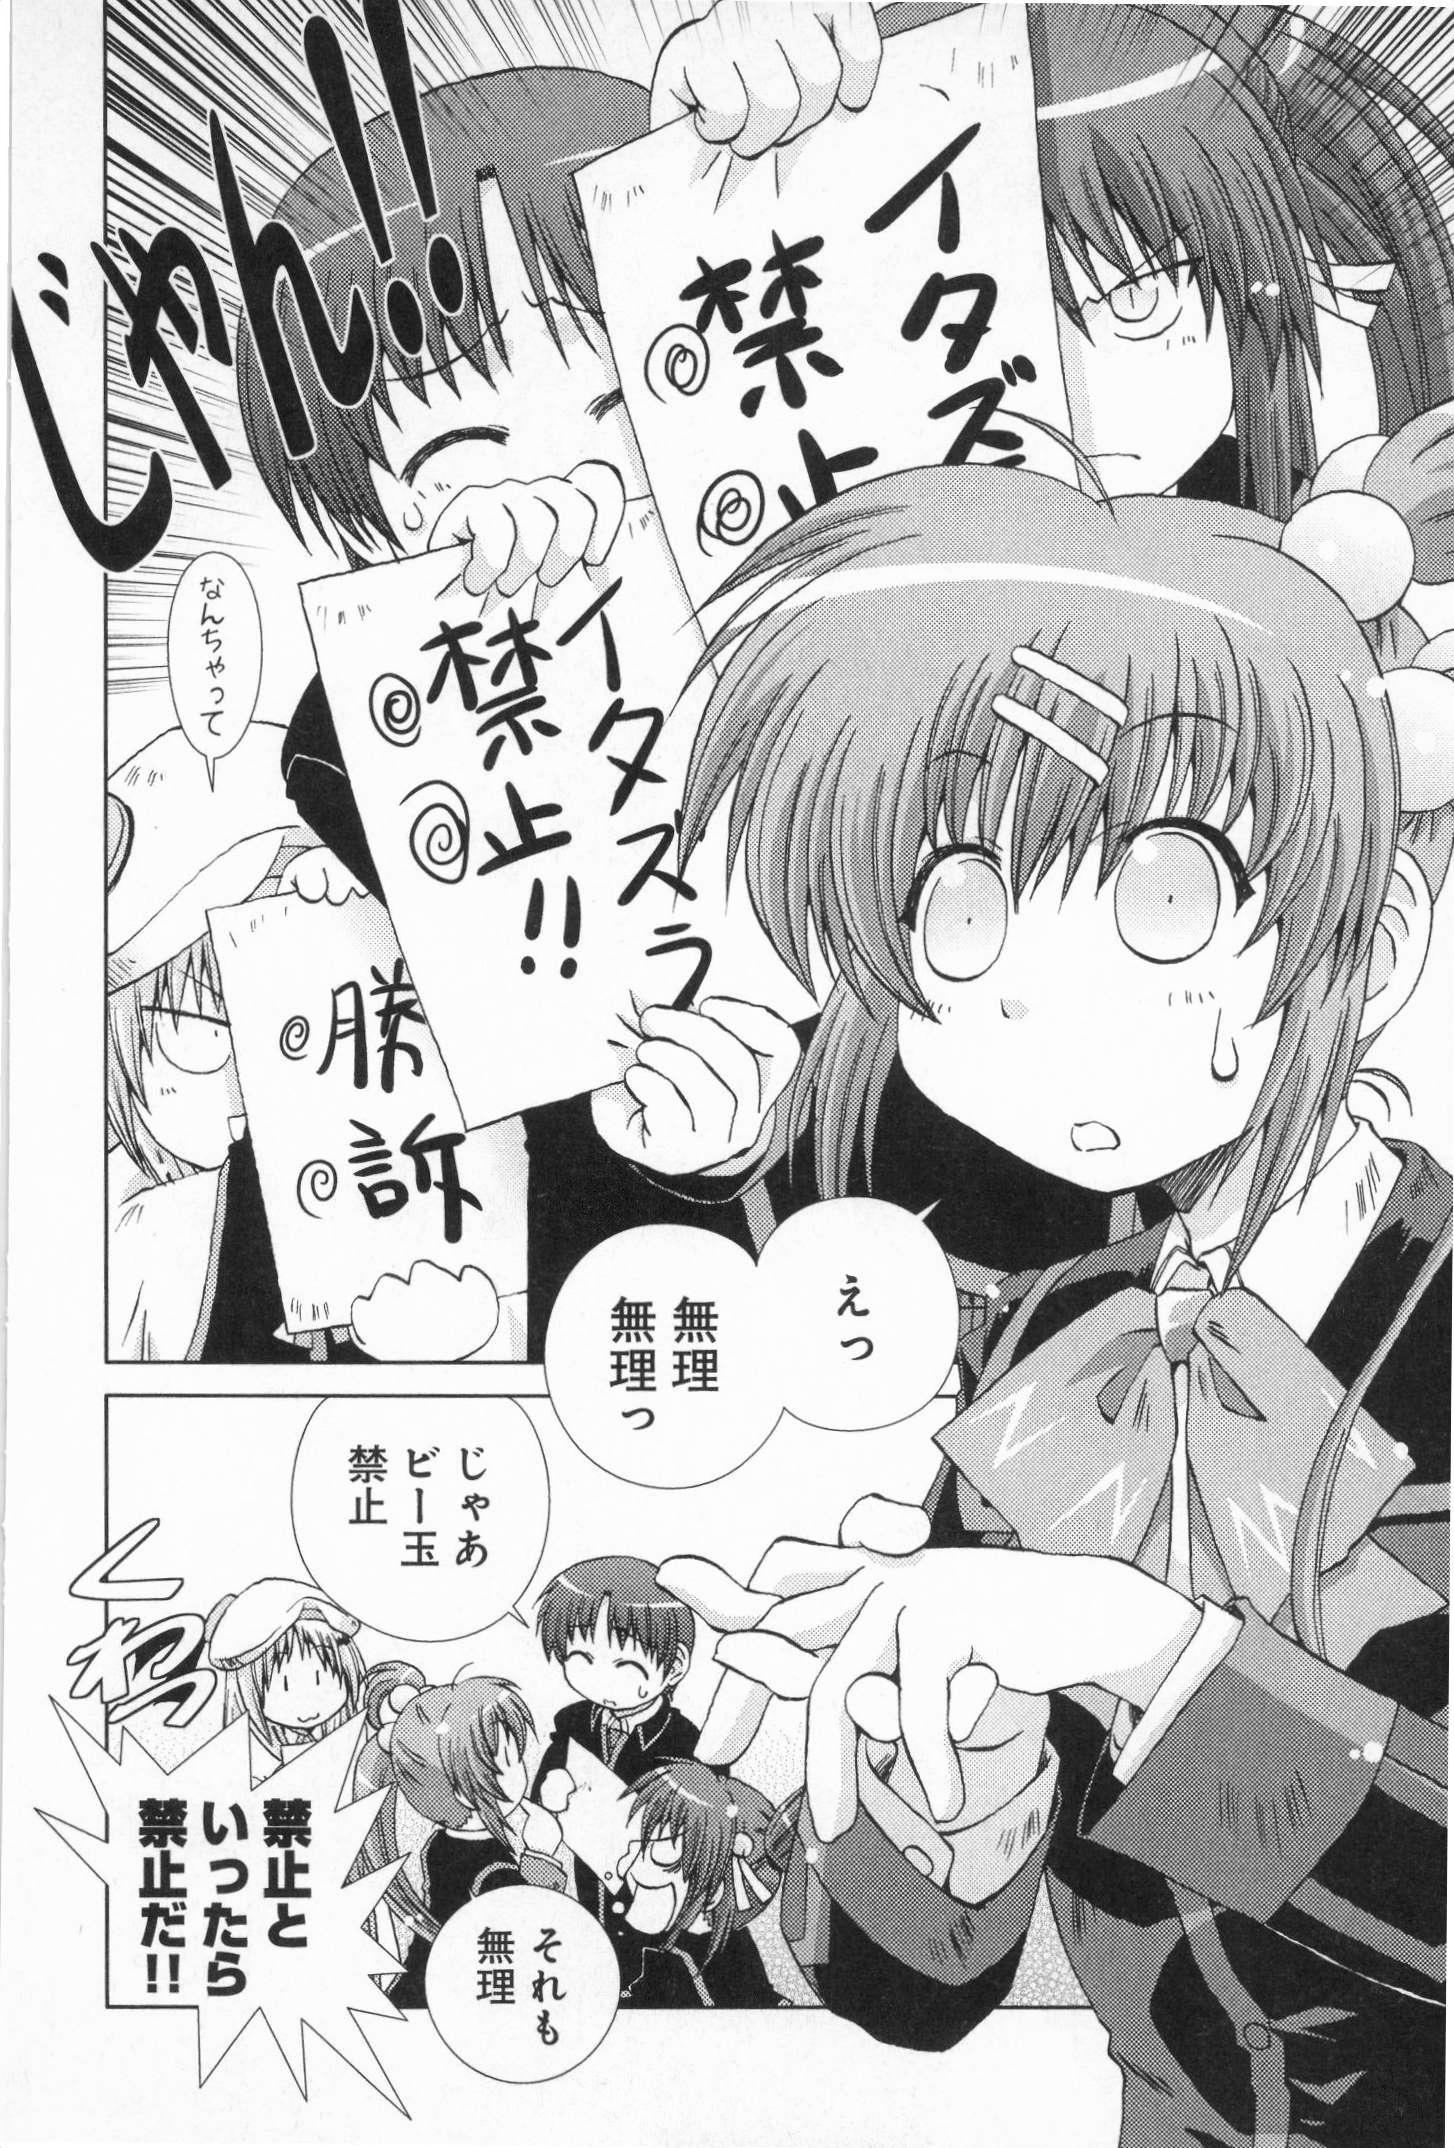 じゃん!!
イタズ
禁止
イタズラ
禁止!!
なんちゃって
勝訴
えっ
無理
無理っ
じゃあ
ビー玉
禁止
それも
無理
くわっ
禁止と
いったら
禁止だ!!